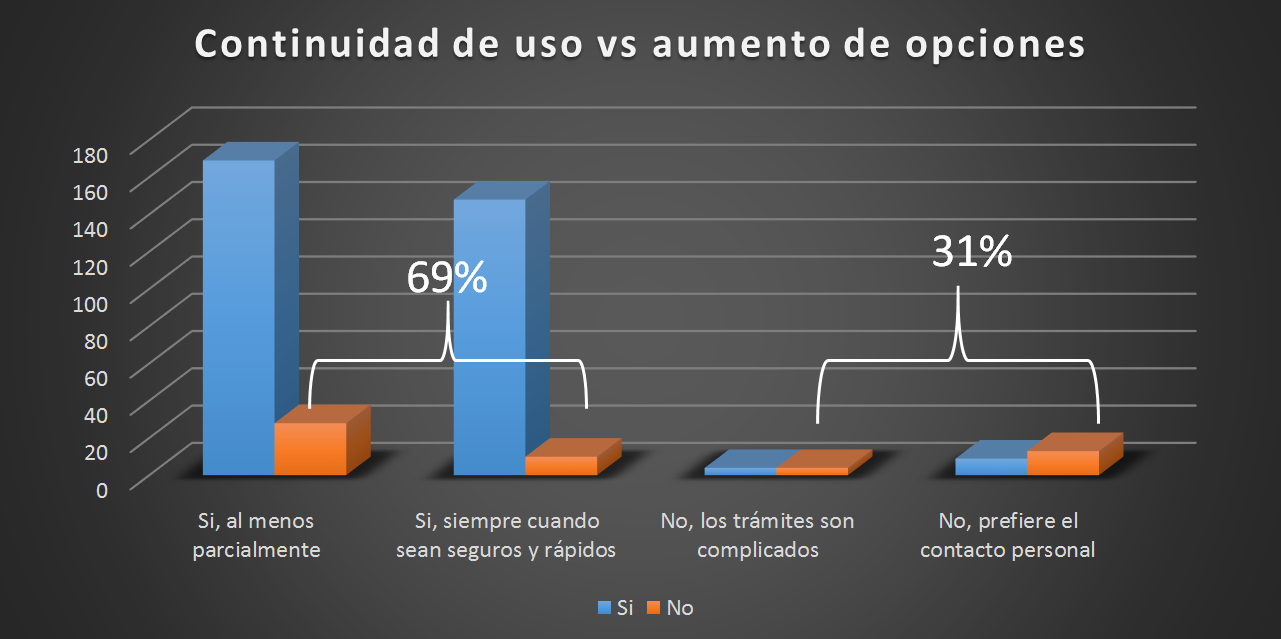 Continuidad de uso vs aumento de opciones
180
160
140
120
100
80
60
40
20
0
69%
31%
Si, al menos
parcialmente
Si, siempre cuando
sean seguros y rápidos
No, los trámites son
complicados
No, prefiere el
contacto personal
Si No